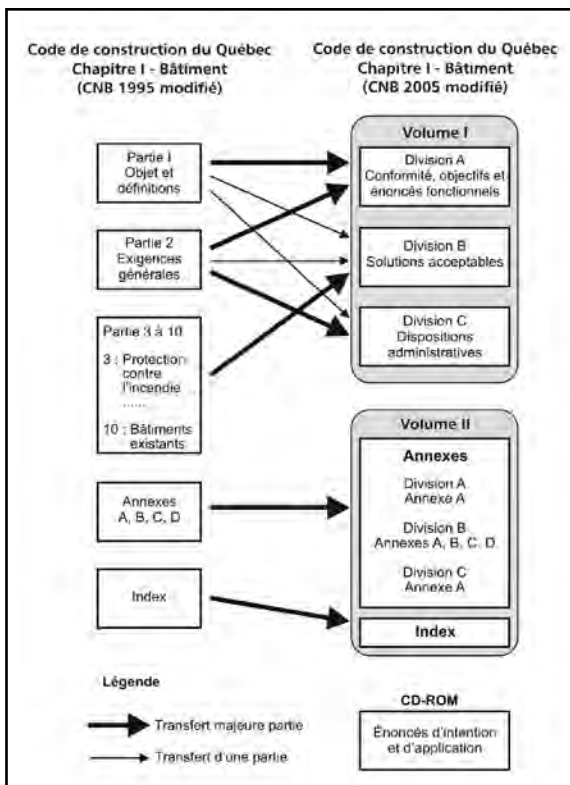 Code de construction du Québec
Chapitre I - Bâtiment
(CNB 1995 modifié)
Partie I
Objet et
définitions
Partie 2
Exigences
générales
Partie 3 à 10
3 : Protection
contre
l'incendie
......
10 : Bâtiments
existants
Annexes
A, B, C, D
Index
Code de construction du Québec
Chapitre I - Bâtiment
(CNB 2005 modifié)
Volume I
Division A
Conformité, objectifs et
énoncés fonctionnels
Division B
Solutions acceptables
Division C
Dispositions
administratives
Volume II
Annexes
Division A
Annexe A
Division B
Annexes A, B, C, D
Division C
Annexe A
Index
Légende
Transfert majeure partie
Transfert d'une partie
CD-ROM
Énoncés d'intention
et d'application